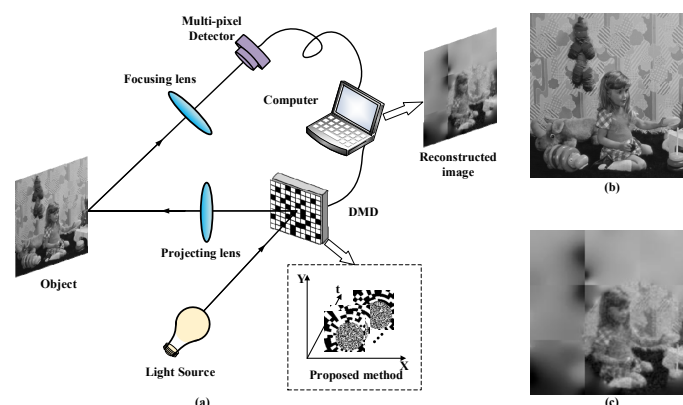 Multi-pixel
Detector
Focusing lens
Computer
Reconstructed
image
(b)
DMD
Projecting lens
Object
Y
t
X
Proposed method
Light Source
(a)
(c)